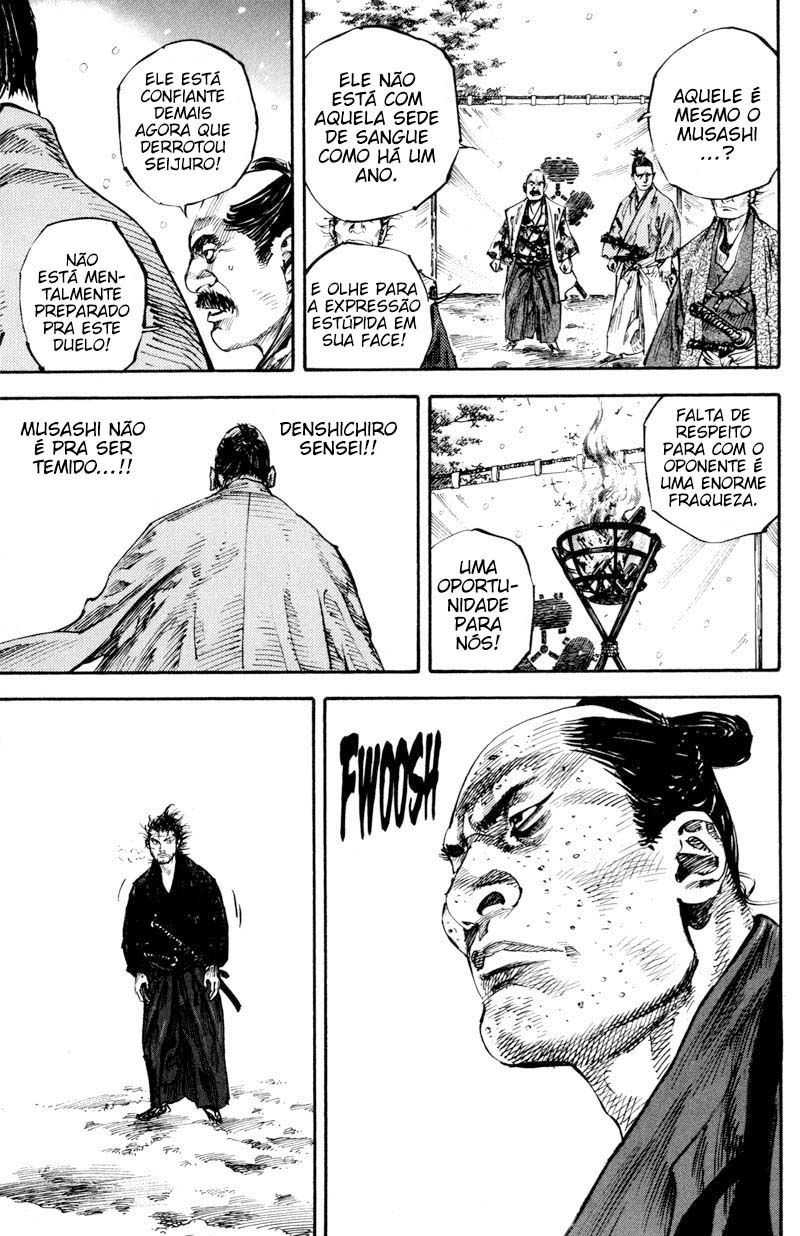 AQUELE É
MESMO O
MUSASHI
...?
ELE NÃO
ESTÁ COM
AQUELA SEDE
DE SANGUE
COMO HÁ UM
ANO.
E OLHE PARA
A EXPRESSÃO
ESTÚPIDA EM
SUA FACE!
ELE ESTÁ
CONFIANTE
DEMAIS
AGORA QUE
DERROTOU
SEIJURO!
NÃO
ESTÁ MEN-
TALMENTE
PREPARADO
PRA ESTE
DUELO!
FALTA DE
RESPEITO
PARA COM O
OPONENTE É
UMA ENORME
FRAQUEZA.
UMA
OPORTU-
NIDADE
PARA
NÓS!
DENSHICHIRO
SENSEI!!
MUSASHI NÃO
É PRA SER
TEMIDO...!!
FWOOSH